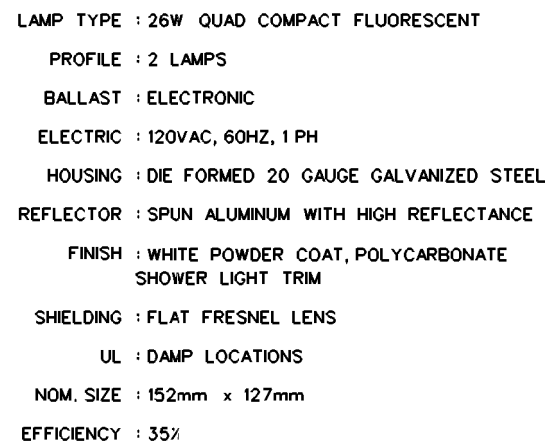 LAMP TYPE : 26W QUAD COMPACT FLUORESCENT
PROFILE : 2 LAMPS
BALLAST : ELECTRONIC
ELECTRIC : 120VAC, 60HZ, 1 PH
HOUSING : DIE FORMED 20 GAUGE GALVANIZED STEEL
REFLECTOR : SPUN ALUMINUM WITH HIGH REFLECTANCE
FINISH : WHITE POWDER COAT, POLYCARBONATE
SHOWER LIGHT TRIM
SHIELDING : FLAT FRESNEL LENS
UL : DAMP LOCATIONS
NOM. SIZE : 152mm x 127mm
EFFICIENCY : 35%